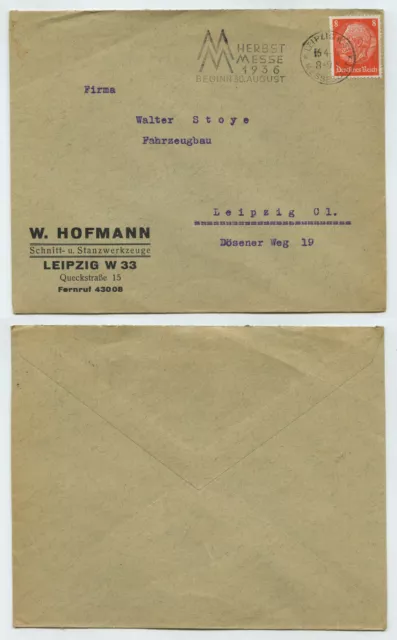 HERBST
MESSE
1936
BEGINN 30. AUGUST
8
Deutsches Reich
Firma
Walter Stoye
Fahrzeugbau
Leipzig C1.
Dösener Weg 19
W. HOFMANN
Schnitt- u. Stanzwerkzeuge
LEIPZIG W 33
Queckstraße 15
Fernruf 43008